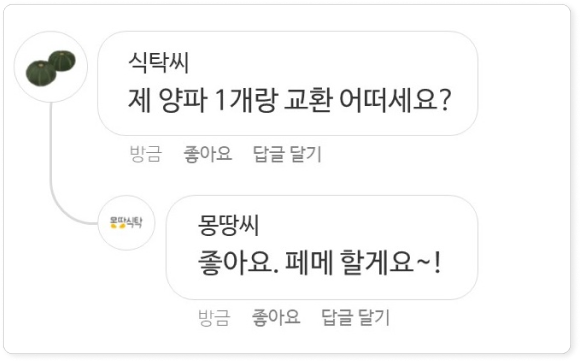 식탁씨
제 양파 1개랑 교환 어떠세요?
방금 좋아요 답글 달기
몽땅식탁
몽땅씨
좋아요. 페메 할게요~!
방금 좋아요 답글 달기